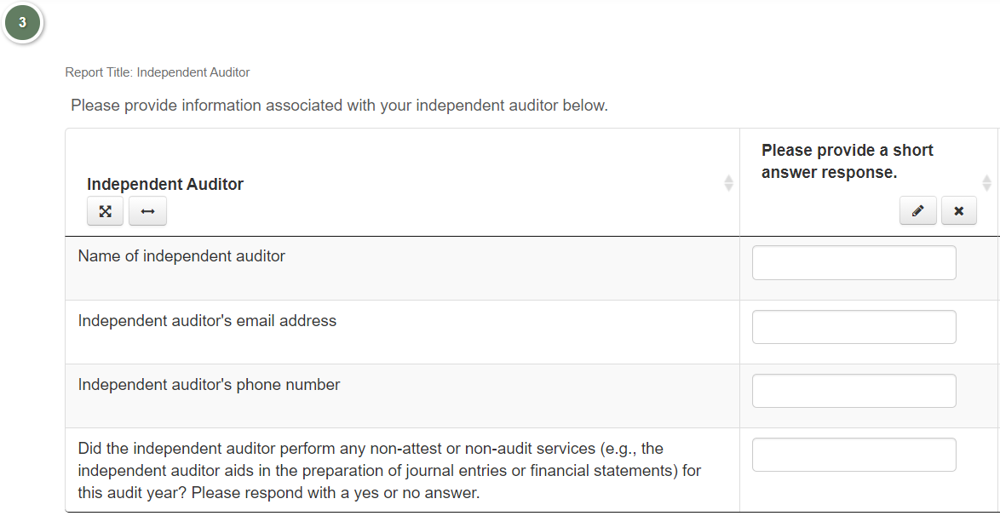 3
Report Title: Independent Auditor
Please provide information associated with your independent auditor below.
Independent Auditor
Please provide a short
answer response.
Name of independent auditor
Independent auditor's email address
Independent auditor's phone number
Did the independent auditor perform any non-attest or non-audit services (e.g., the
independent auditor aids in the preparation of journal entries or financial statements) for
this audit year? Please respond with a yes or no answer.